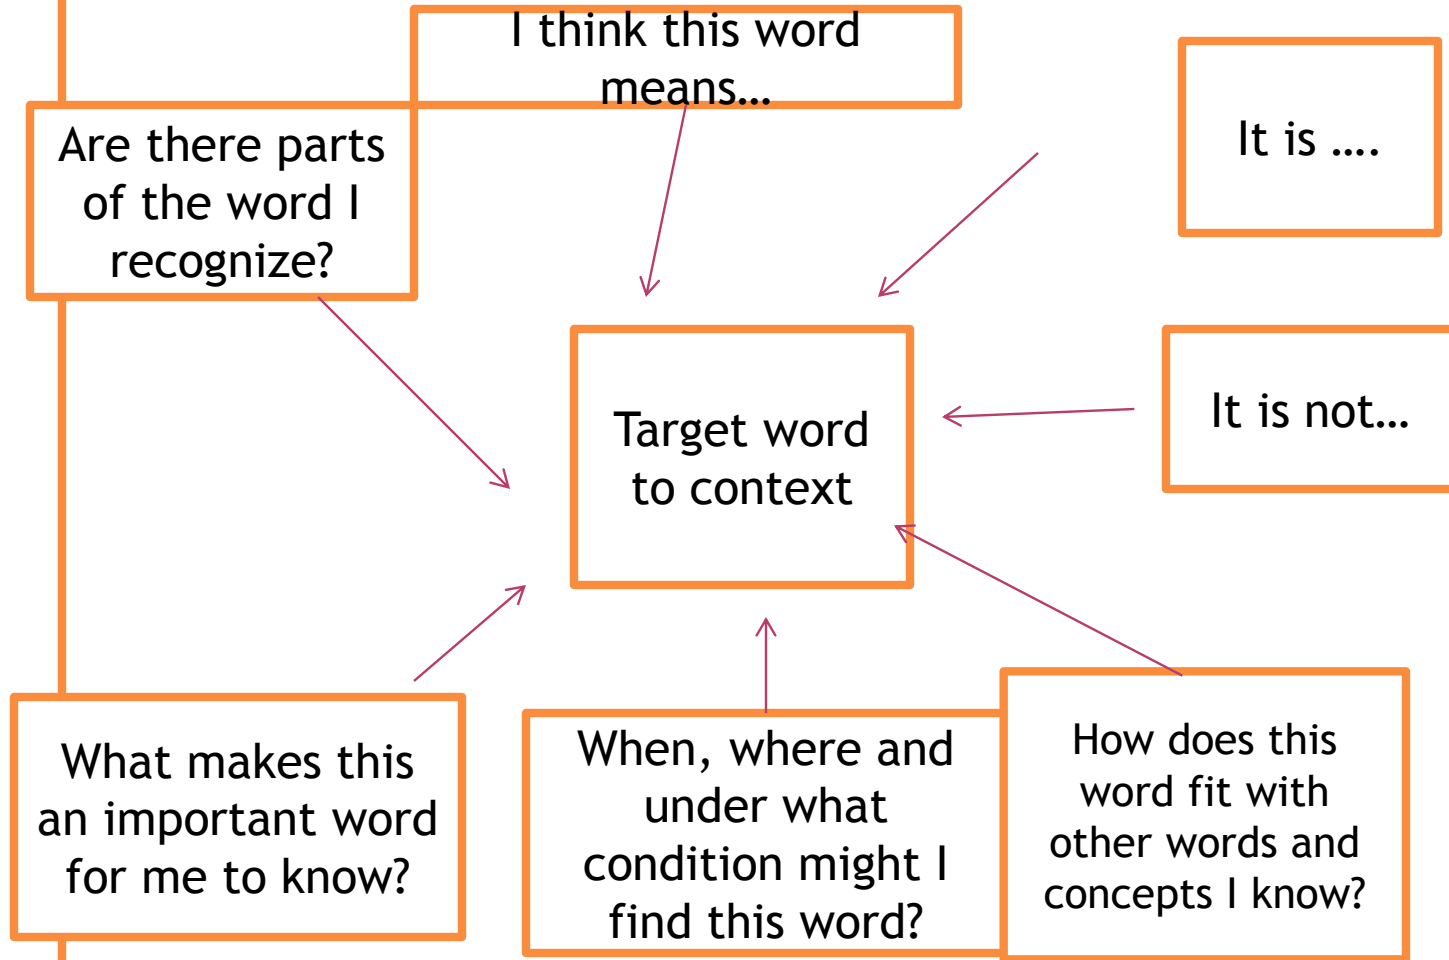 I think this word
means...
It is ....
Are there parts
of the word I
recognize?
Target word
to context
It is not...
What makes this
an important word
for me to know?
When, where and
under what
condition might I
find this word?
How does this
word fit with
other words and
concepts I know?